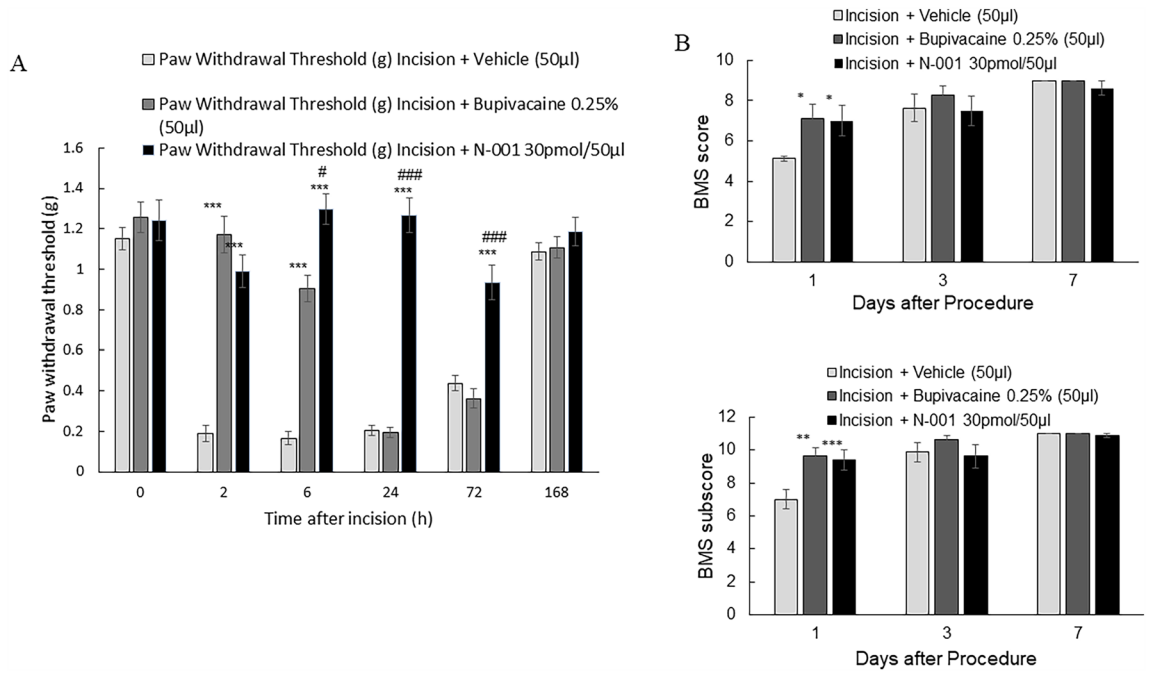 A
Paw Withdrawal Threshold (g) Incision + Vehicle (50µl)
Paw Withdrawal Threshold (g) Incision + Bupivacaine 0.25%
(50µl)
Paw Withdrawal Threshold (g) Incision + N-001 30pmol/50µl
1.6
1.4
1.2
1
0.8
0.6
0.4
0.2
0
Paw withdrawal threshold (g)
***
***
***
#
***
###
***
###
***
0 2 6 24 72 168
Time after incision (h)
B
Incision + Vehicle (50µl)
Incision + Bupivacaine 0.25% (50µl)
Incision + N-001 30pmol/50µl
10
8
6
4
2
0
BMS score
* *
1 3 7
Days after Procedure
Incision + Vehicle (50µl)
Incision + Bupivacaine 0.25% (50µl)
Incision + N-001 30pmol/50µl
12
10
8
6
4
2
0
BMS subscore
** ***
1 3 7
Days after Procedure